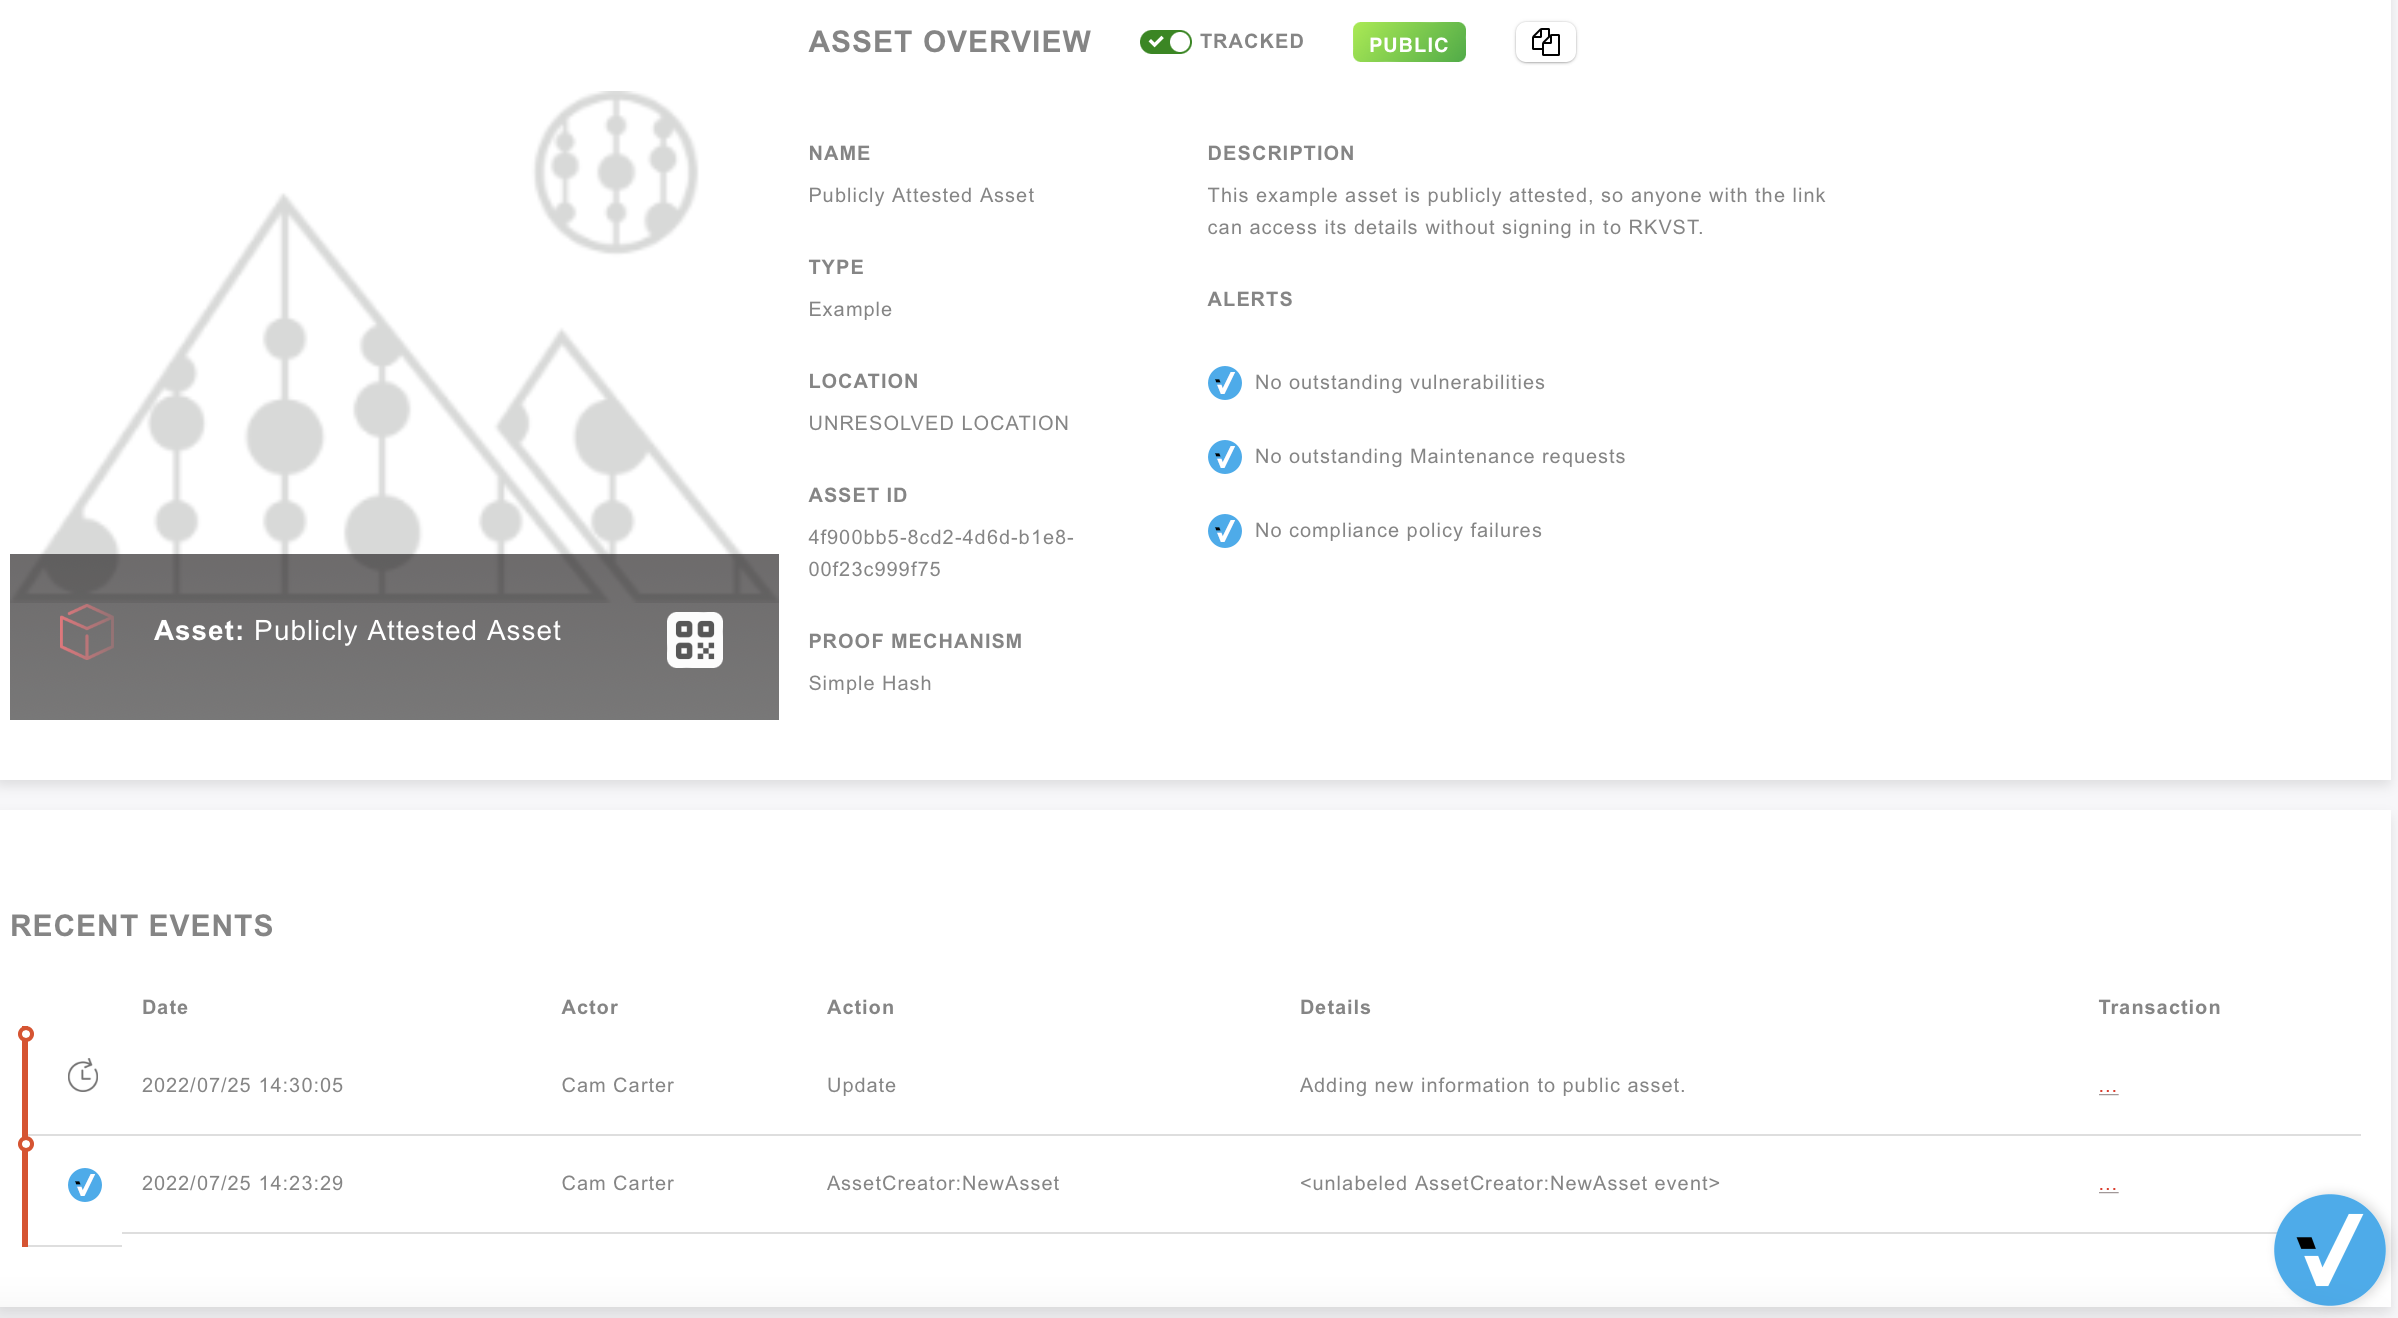 ASSET OVERVIEW TRACKED PUBLIC
NAME
Publicly Attested Asset
TYPE
Example
LOCATION
UNRESOLVED LOCATION
ASSET ID
4f900bb5-8cd2-4d6d-b1e8-
00f23c999f75
PROOF MECHANISM
Simple Hash
DESCRIPTION
This example asset is publicly attested, so anyone with the link
can access its details without signing in to RKVST.
ALERTS
No outstanding vulnerabilities
No outstanding Maintenance requests
No compliance policy failures
Asset: Publicly Attested Asset
RECENT EVENTS
Date Actor Action Details Transaction
2022/07/25 14:30:05 Cam Carter Update Adding new information to public asset. ...
2022/07/25 14:23:29 Cam Carter AssetCreator:NewAsset <unlabeled AssetCreator:NewAsset event> ...